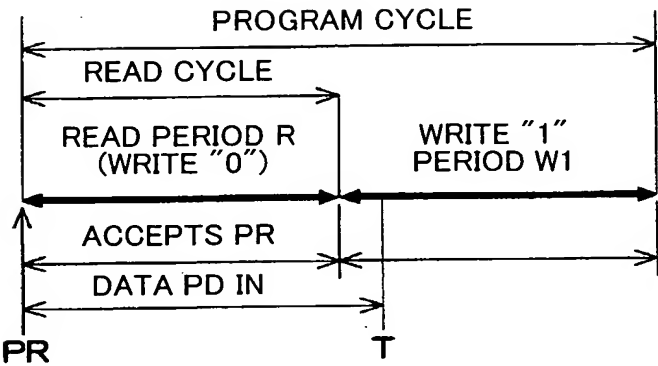 PROGRAM CYCLE
READ CYCLE
READ PERIOD R
(WRITE "0")
WRITE "1"
PERIOD W1
ACCEPTS PR
DATA PD IN
PR
T